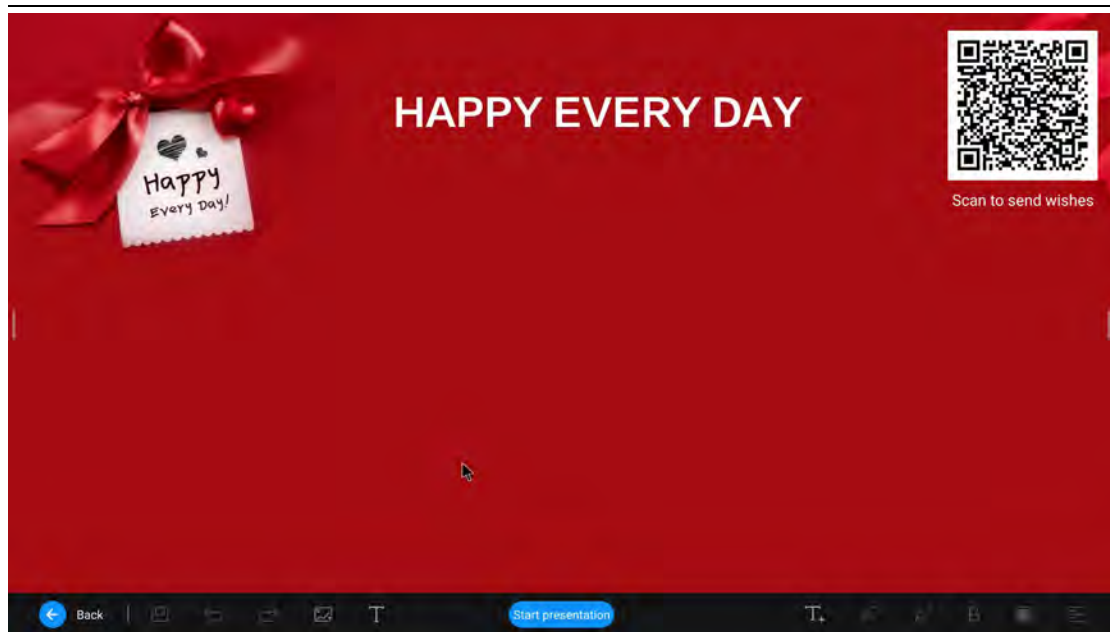 HAPPY EVERY DAY
Happy
Every Day!
Scan to send wishes
Back
T
Start presentation
T
B